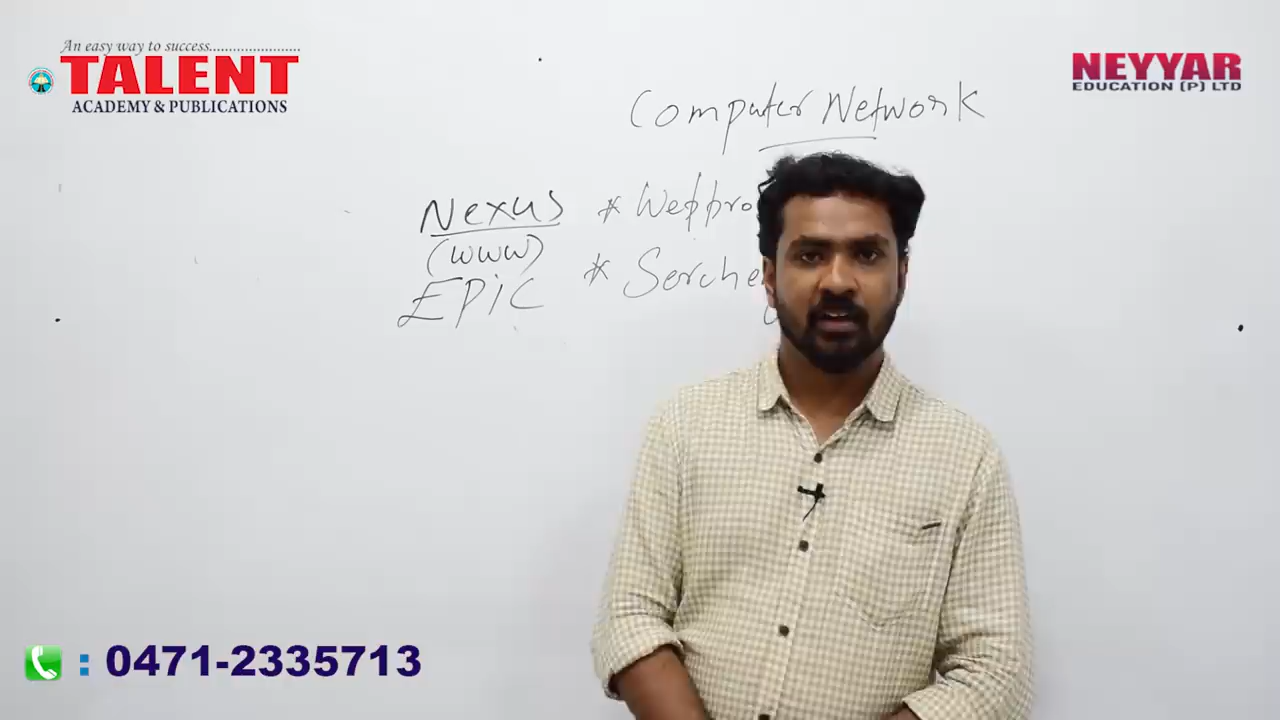 An easy way to success......................
TALENT
ACADEMY & PUBLICATIONS
NEYYAR
EDUCATION (P) LTD
Computer Network
Nexus
(WWW)
EPIC
*
*
: 0471-2335713